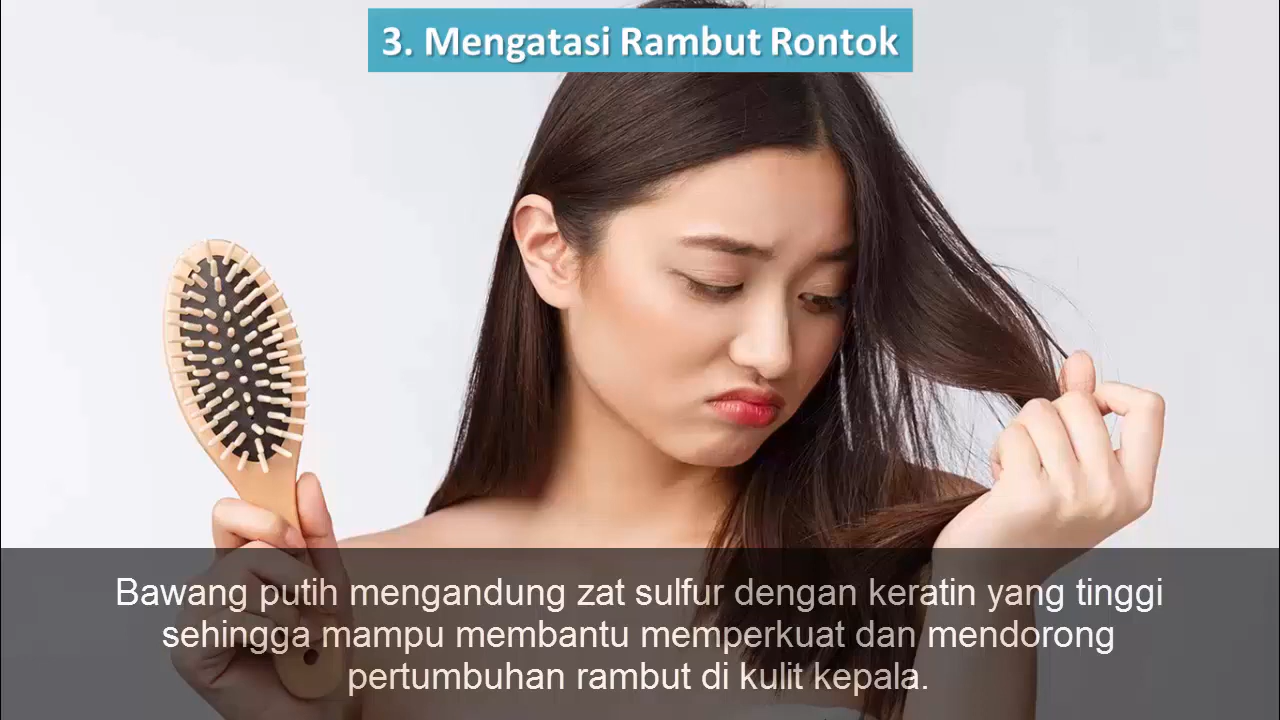 3. Mengatasi Rambut Rontok
Bawang putih mengandung zat sulfur dengan keratin yang tinggi
sehingga mampu membantu memperkuat dan mendorong
pertumbuhan rambut di kulit kepala.